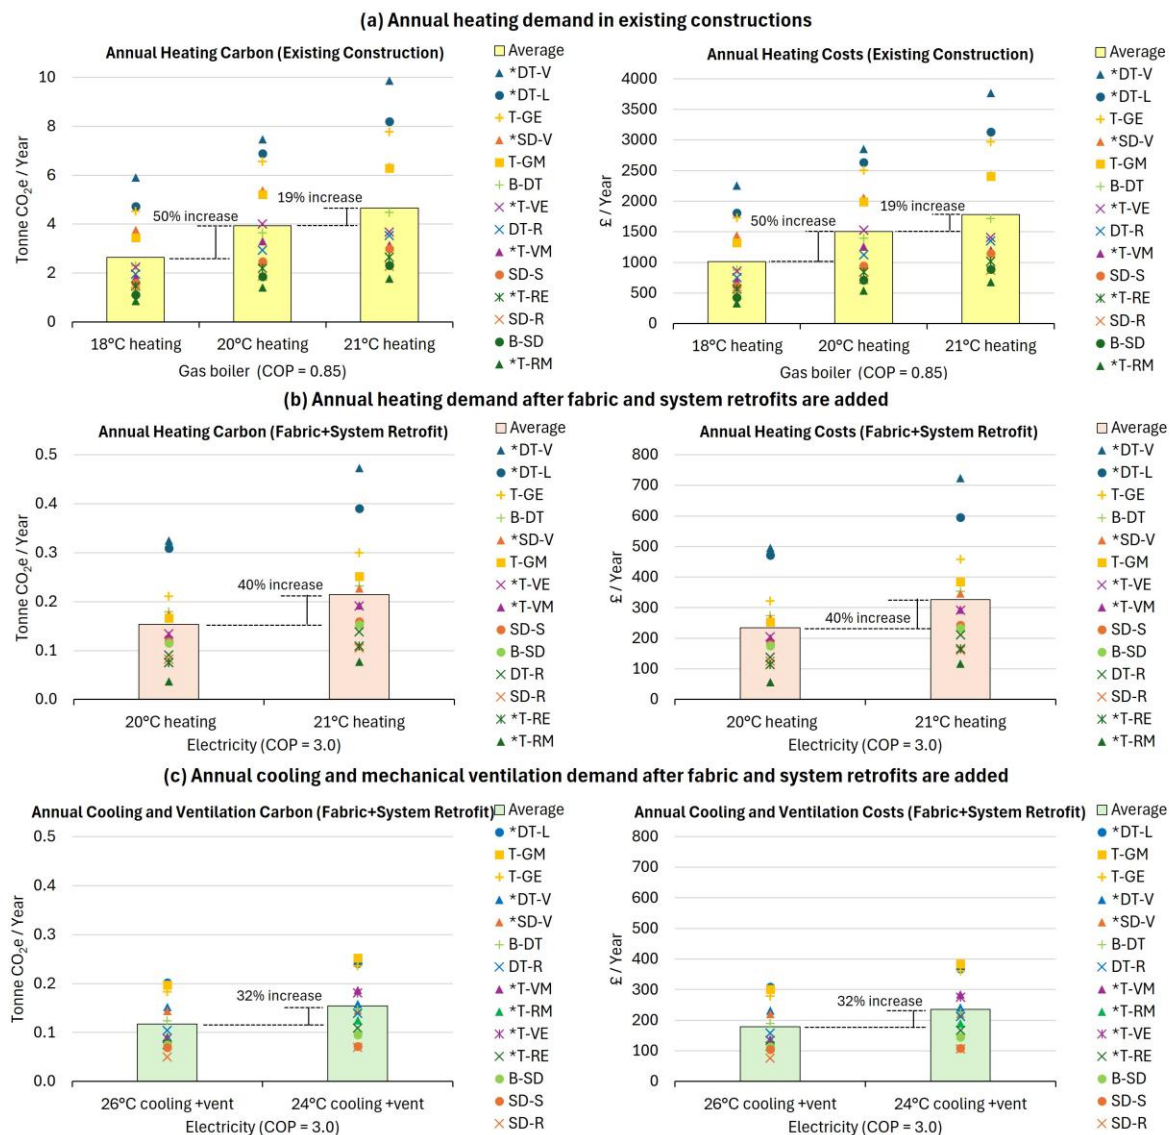 (a) Annual heating demand in existing constructions
Annual Heating Carbon (Existing Construction)
Tonne CO₂e / Year
10
8
6
4
2
0
50% increase
19% increase
18°C heating
20°C heating
21°C heating
Gas boiler (COP = 0.85)
Average
*DT-V
*DT-L
T-GE
*SD-V
T-GM
B-DT
*T-VE
DT-R
*T-VM
SD-S
*T-RE
SD-R
B-SD
*T-RM
Annual Heating Costs (Existing Construction)
£ / Year
4000
3500
3000
2500
2000
1500
1000
500
0
50% increase
19% increase
18°C heating
20°C heating
21°C heating
Gas boiler (COP = 0.85)
Average
*DT-V
*DT-L
T-GE
*SD-V
T-GM
B-DT
*T-VE
DT-R
*T-VM
SD-S
*T-RE
SD-R
B-SD
*T-RM
(b) Annual heating demand after fabric and system retrofits are added
Annual Heating Carbon (Fabric+System Retrofit)
Tonne CO₂e / Year
0.5
0.4
0.3
0.2
0.1
0.0
40% increase
20°C heating
21°C heating
Electricity (COP = 3.0)
Average
*DT-V
*DT-L
T-GE
B-DT
*SD-V
T-GM
*T-VE
*T-VM
SD-S
B-SD
DT-R
SD-R
*T-RE
*T-RM
Annual Heating Costs (Fabric+System Retrofit)
£ / Year
800
700
600
500
400
300
200
100
0
40% increase
20°C heating
21°C heating
Electricity (COP = 3.0)
Average
*DT-V
*DT-L
T-GE
B-DT
*SD-V
T-GM
*T-VE
*T-VM
SD-S
B-SD
DT-R
SD-R
*T-RE
*T-RM
(c) Annual cooling and mechanical ventilation demand after fabric and system retrofits are added
Annual Cooling and Ventilation Carbon (Fabric+System Retrofit)
Tonne CO₂e / Year
0.5
0.4
0.3
0.2
0.1
0.0
32% increase
26°C cooling +vent
24°C cooling +vent
Electricity (COP = 3.0)
Average
*DT-L
T-GM
T-GE
*DT-V
*SD-V
B-DT
DT-R
*T-VM
*T-RM
*T-VE
*T-RE
B-SD
SD-S
SD-R
Annual Cooling and Ventilation Costs (Fabric+System Retrofit)
£ / Year
800
700
600
500
400
300
200
100
0
32% increase
26°C cooling +vent
24°C cooling +vent
Electricity (COP = 3.0)
Average
*DT-L
T-GM
T-GE
*DT-V
*SD-V
B-DT
DT-R
*T-VM
*T-RM
*T-VE
*T-RE
B-SD
SD-S
SD-R